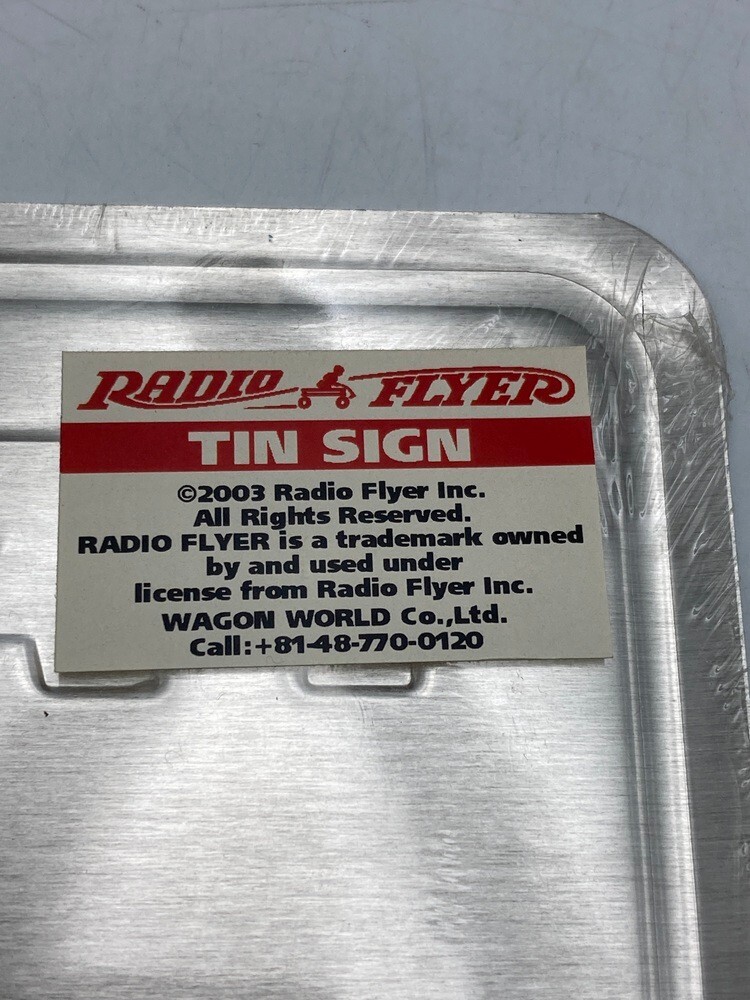 RADIO FLYER
TIN SIGN
©2003 Radio Flyer Inc.
All Rights Reserved.
RADIO FLYER is a trademark owned
by and used under
license from Radio Flyer Inc.
WAGON WORLD Co.,Ltd.
Call:+81-48-770-0120